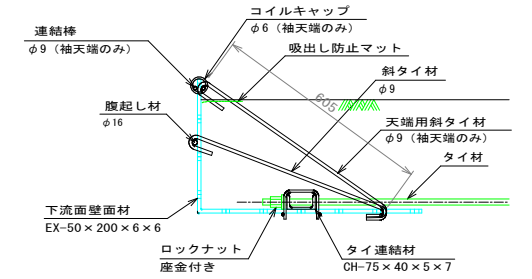 コイルキャップ
φ6（袖天端のみ）
連結棒
φ9（袖天端のみ）
吸出し防止マット
斜タイ材
φ9
605
腹起し材
φ16
天端用斜タイ材
φ9（袖天端のみ）
タイ材
下流面壁面材
EX-50×200×6×6
ロックナット
座金付き
タイ連結材
CH-75×40×5×7